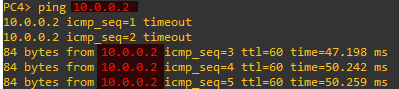 PC4> ping 10.0.0.2
10.0.0.2 icmp_seq=1 timeout
10.0.0.2 icmp_seq=2 timeout
84 bytes from 10.0.0.2 icmp_seq=3 ttl=60 time=47.198 ms
84 bytes from 10.0.0.2 icmp_seq=4 ttl=60 time=50.242 ms
84 bytes from 10.0.0.2 icmp_seq=5 ttl=60 time=50.259 ms